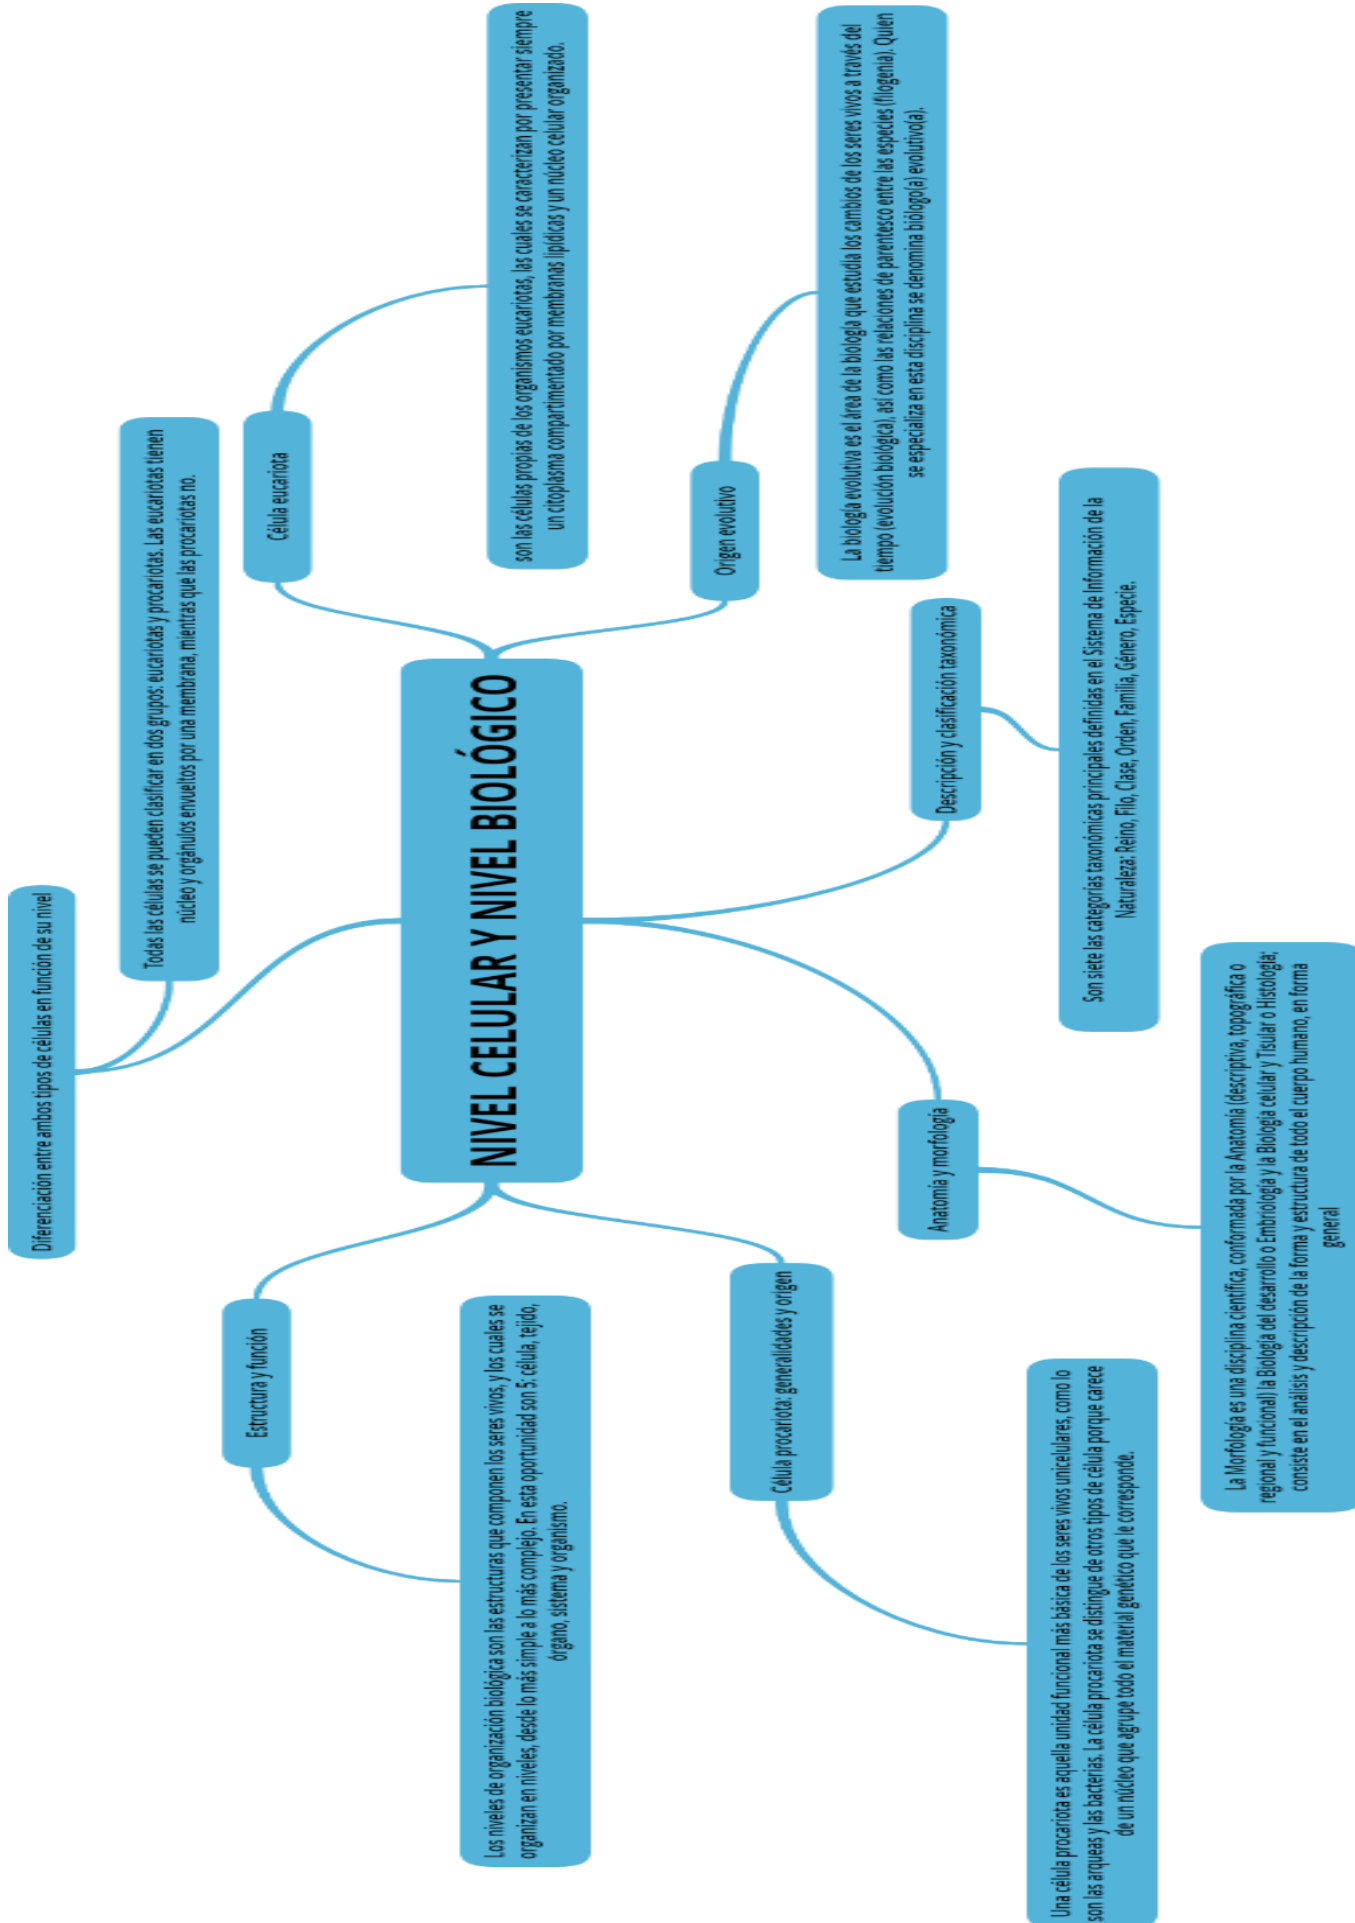 Diferenciación entre ambos tipos de células en función de su nivel
Todas las células se pueden clasificar en dos grupos: eucariotas y procariotas. Las eucariotas tienen
núcleo y orgánulos envueltos por una membrana, mientras que las procariotas no.
Estructura y función
Los niveles de organización biológica son las estructuras que componen los seres vivos, y los cuales se
organizan en niveles, desde lo más simple a lo más complejo. En esta oportunidad son 5: célula, tejido,
órgano, sistema y organismo.
Célula eucariota
son las células propias de los organismos eucariotas, las cuales se caracterizan por presentar siempre
un citoplasma compartimentado por membranas lipídicas y un núcleo celular organizado.
NIVEL CELULAR Y NIVEL BIOLÓGICO
Célula procariota: generalidades y origen
Una célula procariota es aquella unidad funcional más básica de los seres vivos unicelulares, como lo
son las arqueas y las bacterias. La célula procariota se distingue de otros tipos de célula porque carece
de un núcleo que agrupe todo el material genético que le corresponde.
Origen evolutivo
La biología evolutiva es el área de la biología que estudia los cambios de los seres vivos a través del
tiempo (evolución biológica), así como las relaciones de parentesco entre las especies (filogenia). Quien
se especializa en esta disciplina se denomina biólogo(a) evolutivo(a).
Anatomía y morfología
La Morfología es una disciplina científica, conformada por la Anatomía (descriptiva, topográfica o
regional y funcional) la Biología del desarrollo o Embriología y la Biología celular y Tisular o Histología;
consiste en el análisis y descripción de la forma y estructura de todo el cuerpo humano, en forma
general
Descripción y clasificación taxonómica
Son siete las categorías taxonómicas principales definidas en el Sistema de Información de la
Naturaleza: Reino, Filo, Clase, Orden, Familia, Género, Especie.